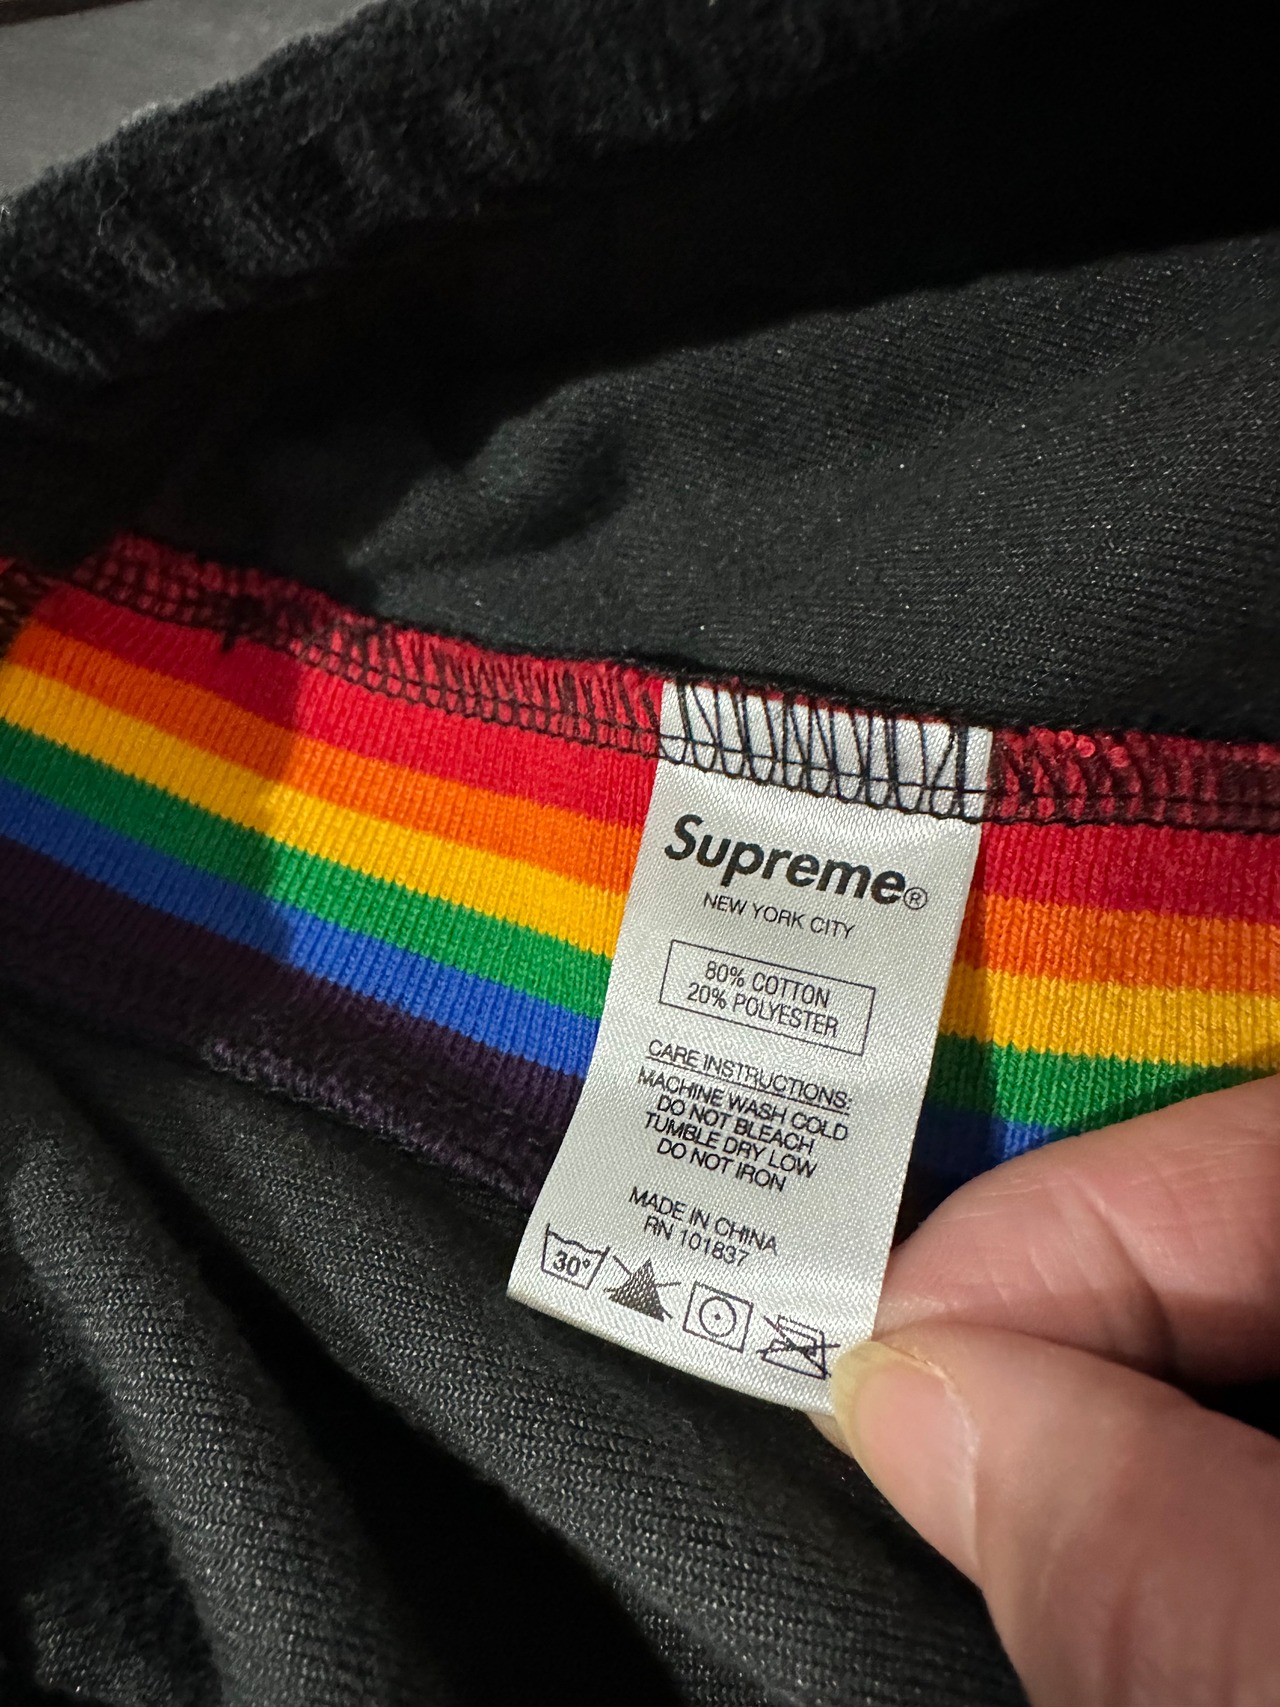 Supreme®
NEW YORK CITY
80% COTTON
20% POLYESTER
CARE INSTRUCTIONS:
MACHINE WASH COLD
DO NOT BLEACH
TUMBLE DRY LOW
DO NOT IRON
MADE IN CHINA
RN 101837
30°